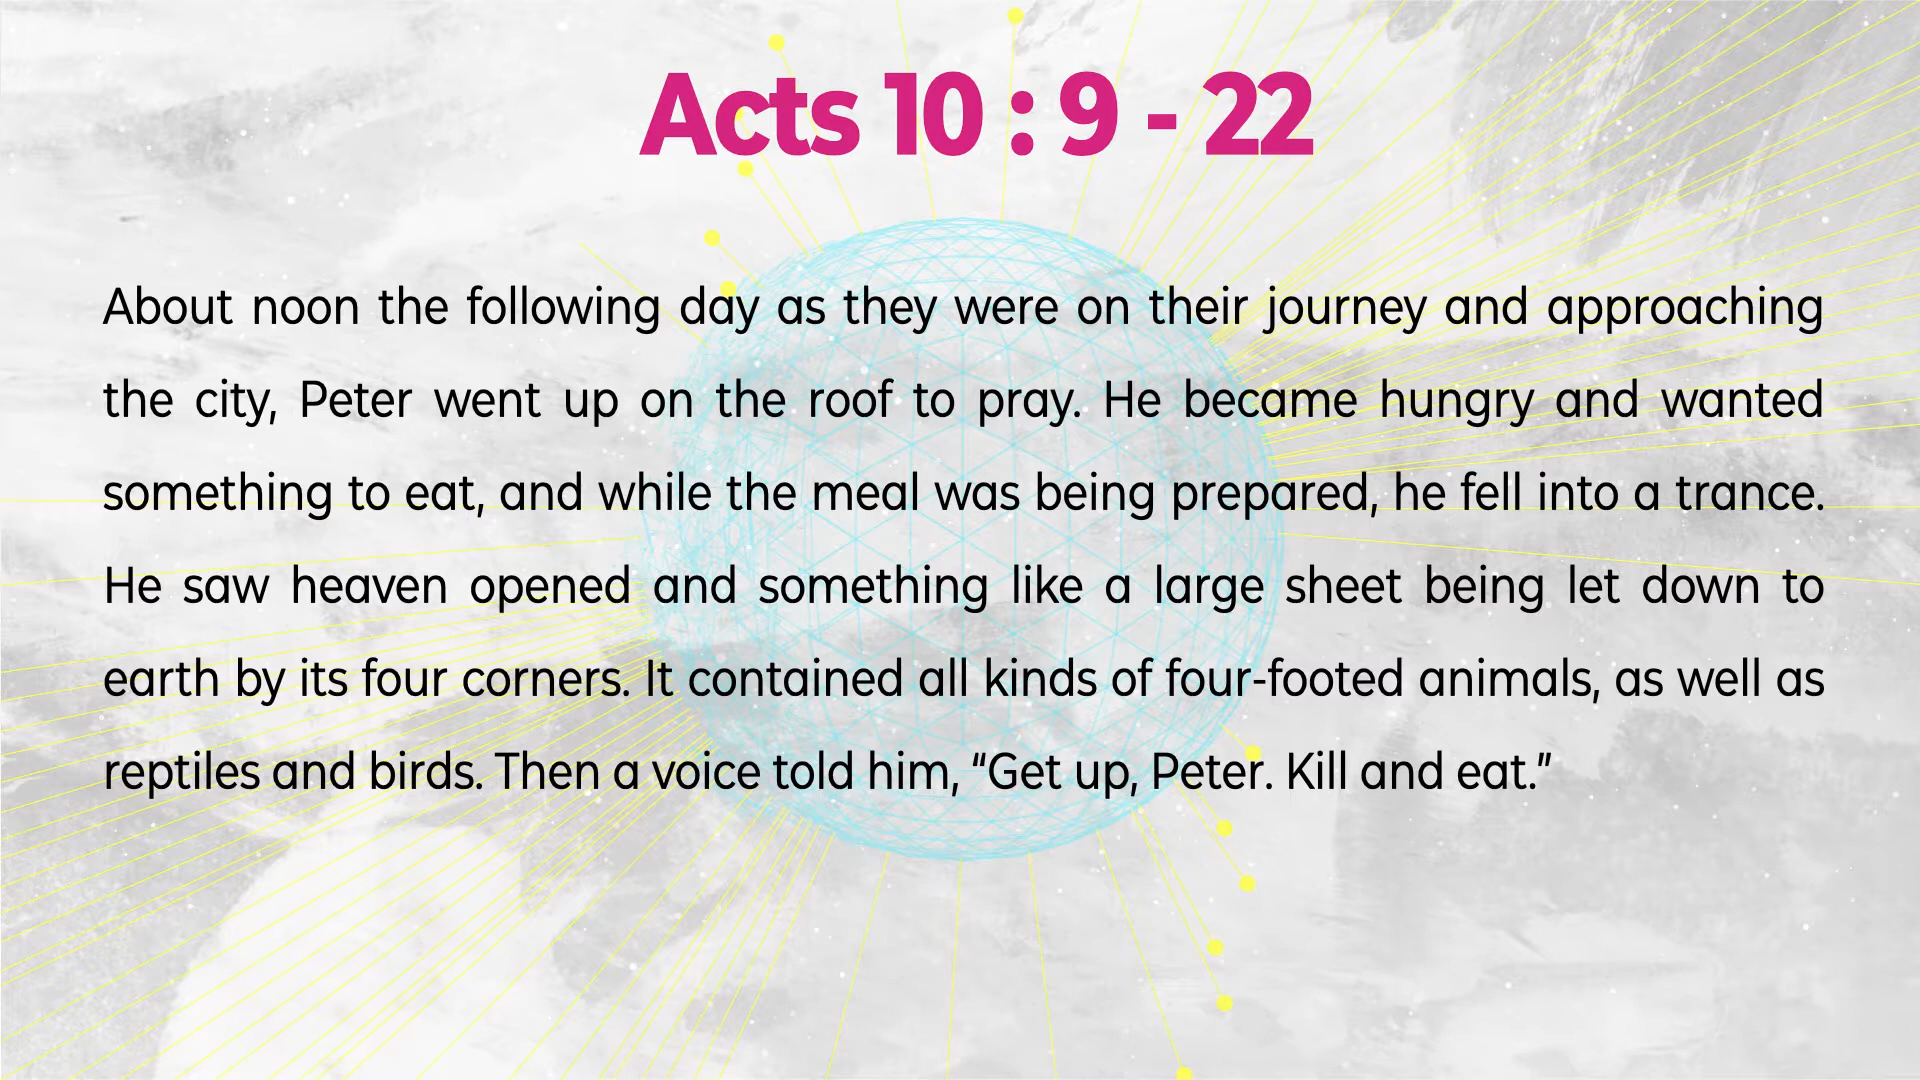 Acts 10 : 9 - 22
About noon the following day as they were on their journey and approaching
the city, Peter went up on the roof to pray. He became hungry and wanted
something to eat, and while the meal was being prepared, he fell into a trance.
He saw heaven opened and something like a large sheet being let down to
earth by its four corners. It contained all kinds of four-footed animals, as well as
reptiles and birds. Then a voice told him, “Get up, Peter. Kill and eat.”